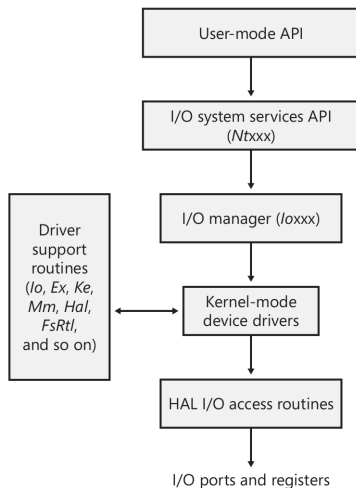 User-mode API
I/O system services API
(Ntxxx)
I/O manager (Ioxxx)
Driver
support
routines
(Io, Ex, Ke,
Mm, Hal,
FsRtl,
and so on)
Kernel-mode
device drivers
HAL I/O access routines
I/O ports and registers